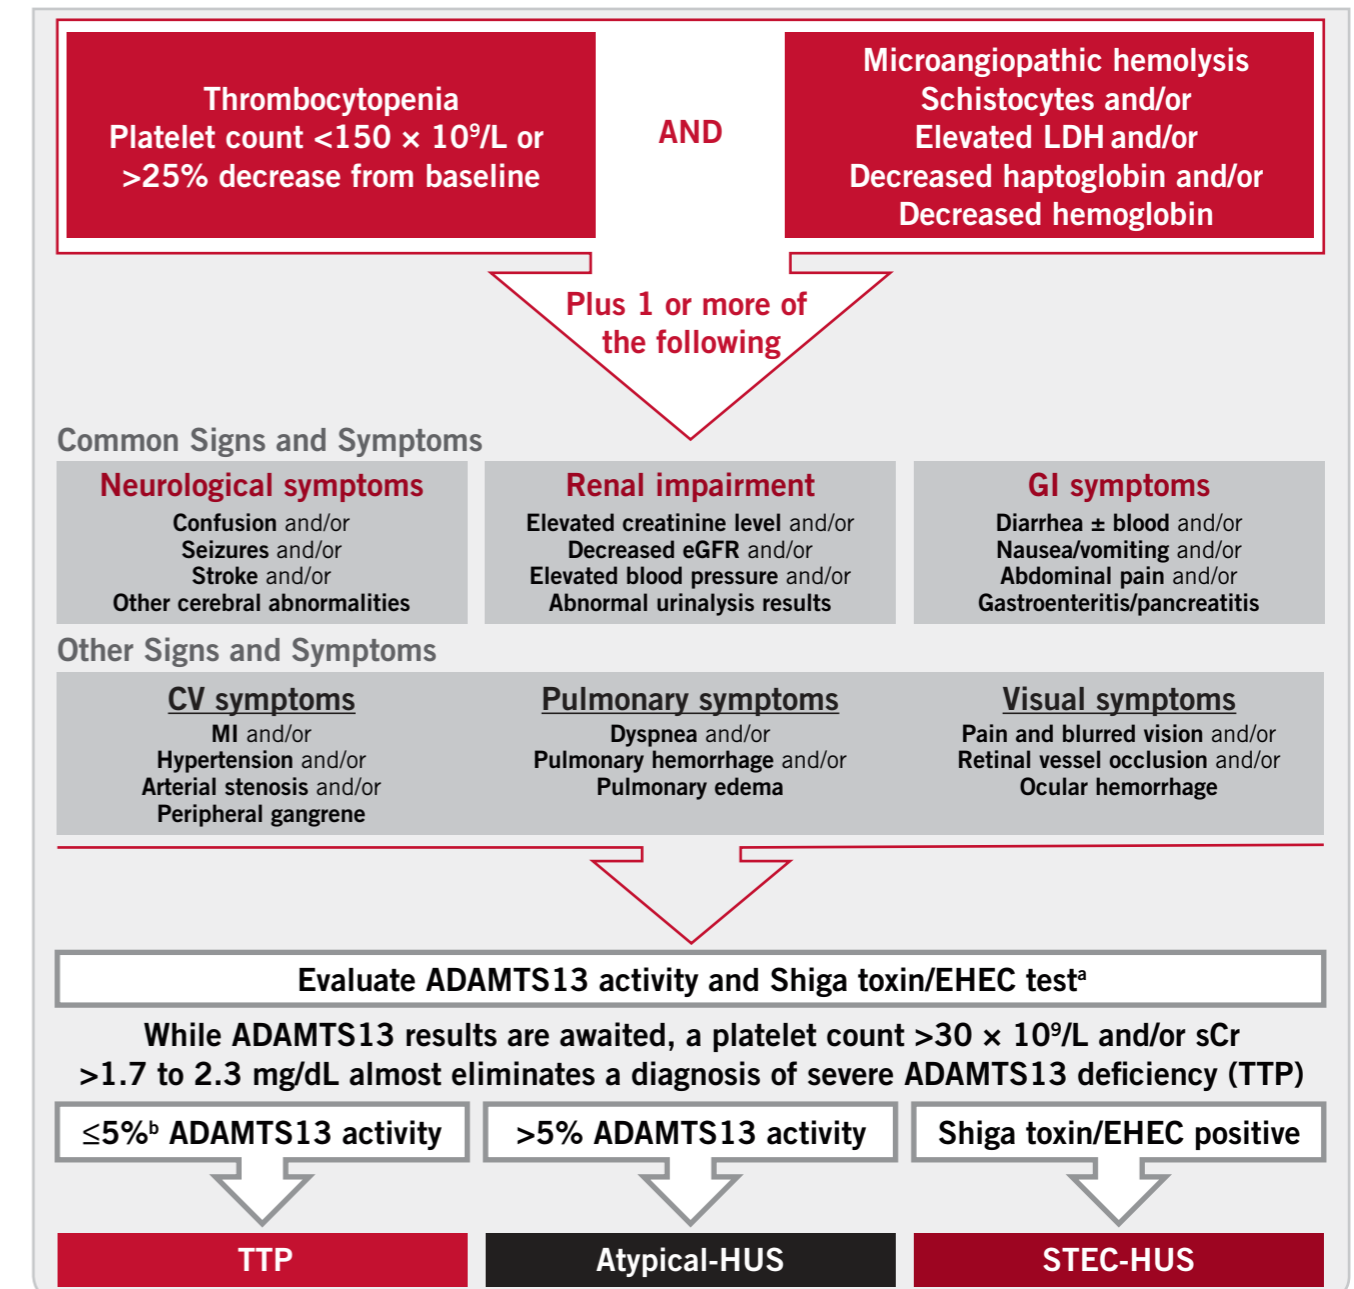 Thrombocytopenia
Platelet count <150 × 10⁹/L or
>25% decrease from baseline
AND
Microangiopathic hemolysis
Schistocytes and/or
Elevated LDH and/or
Decreased haptoglobin and/or
Decreased hemoglobin
Plus 1 or more of
the following
Common Signs and Symptoms
Neurological symptoms
Confusion and/or
Seizures and/or
Stroke and/or
Other cerebral abnormalities
Renal impairment
Elevated creatinine level and/or
Decreased eGFR and/or
Elevated blood pressure and/or
Abnormal urinalysis results
GI symptoms
Diarrhea ± blood and/or
Nausea/vomiting and/or
Abdominal pain and/or
Gastroenteritis/pancreatitis
Other Signs and Symptoms
CV symptoms
MI and/or
Hypertension and/or
Arterial stenosis and/or
Peripheral gangrene
Pulmonary symptoms
Dyspnea and/or
Pulmonary hemorrhage and/or
Pulmonary edema
Visual symptoms
Pain and blurred vision and/or
Retinal vessel occlusion and/or
Ocular hemorrhage
Evaluate ADAMTS13 activity and Shiga toxin/EHEC testᵃ
While ADAMTS13 results are awaited, a platelet count >30 × 10⁹/L and/or sCr
>1.7 to 2.3 mg/dL almost eliminates a diagnosis of severe ADAMTS13 deficiency (TTP)
≤5%ᵇ ADAMTS13 activity
>5% ADAMTS13 activity
Shiga toxin/EHEC positive
TTP
Atypical-HUS
STEC-HUS